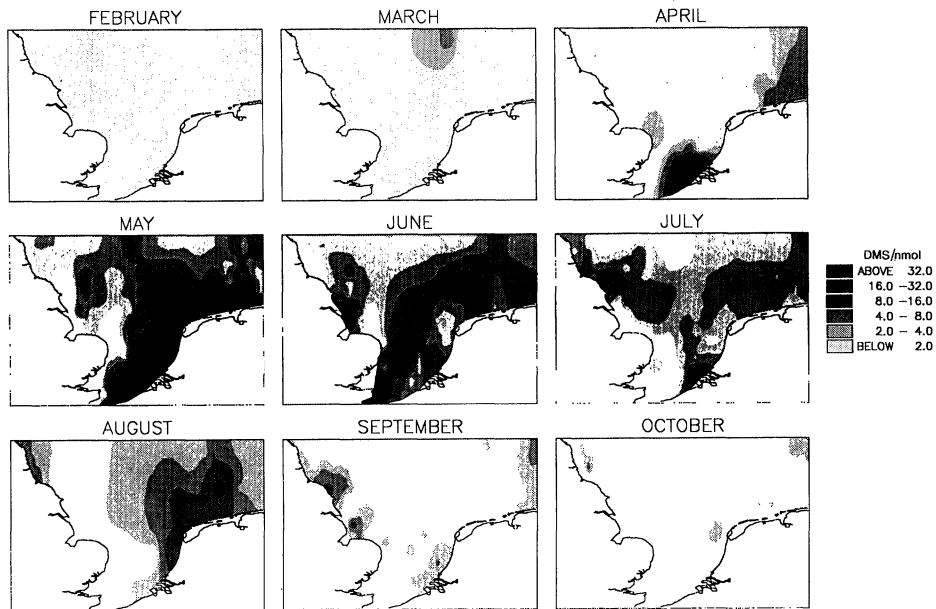 FEBRUARY
MARCH
APRIL
MAY
JUNE
JULY
AUGUST
SEPTEMBER
OCTOBER
DMS/nmol
ABOVE 32.0
16.0 -32.0
8.0 -16.0
4.0 - 8.0
2.0 - 4.0
BELOW 2.0